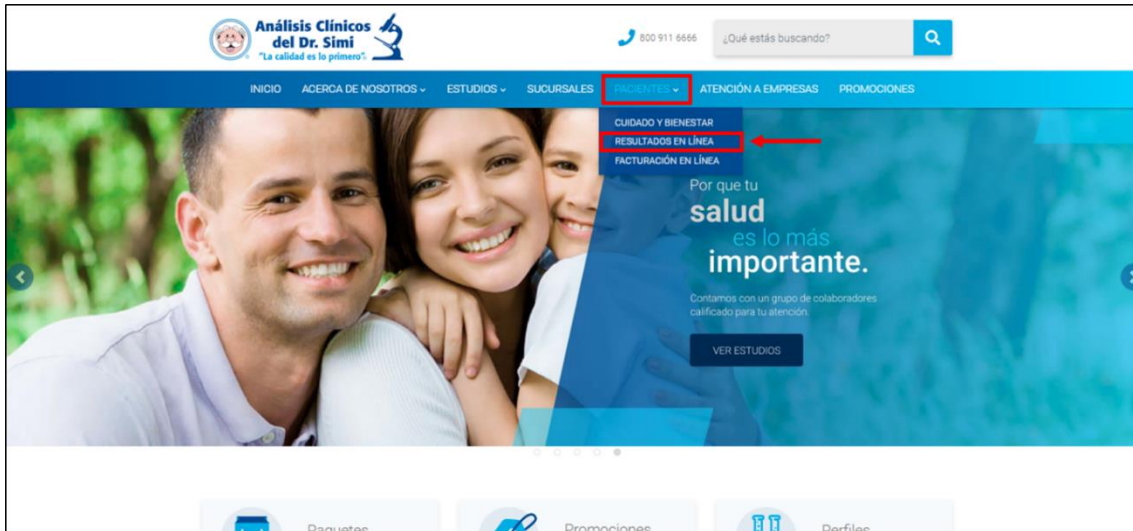 Análisis Clínicos
del Dr. Simi
"La calidad es lo primero".
800 911 6666
¿Qué estás buscando?
INICIO ACERCA DE NOSOTROS ESTUDIOS SUCURSALES PACIENTES ATENCIÓN A EMPRESAS PROMOCIONES
CUIDADO Y BIENESTAR
RESULTADOS EN LÍNEA
FACTURACIÓN EN LÍNEA
Por que tu
salud
es lo más
importante.
Contamos con un grupo de colaboradores
calificado para tu atención.
VER ESTUDIOS
Paquetes Promociones Perfiles